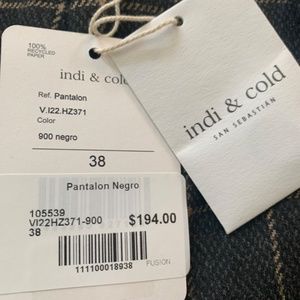 100%
RECYCLED
PAPER
indi & cold
Ref. Pantalon
V.I22.HZ371
Color
900 negro
38
Pantalon Negro
105539
VI22HZ371-900
38
$194.00
111100018938
FUSION
indi & cold
SAN SEBASTIÁN